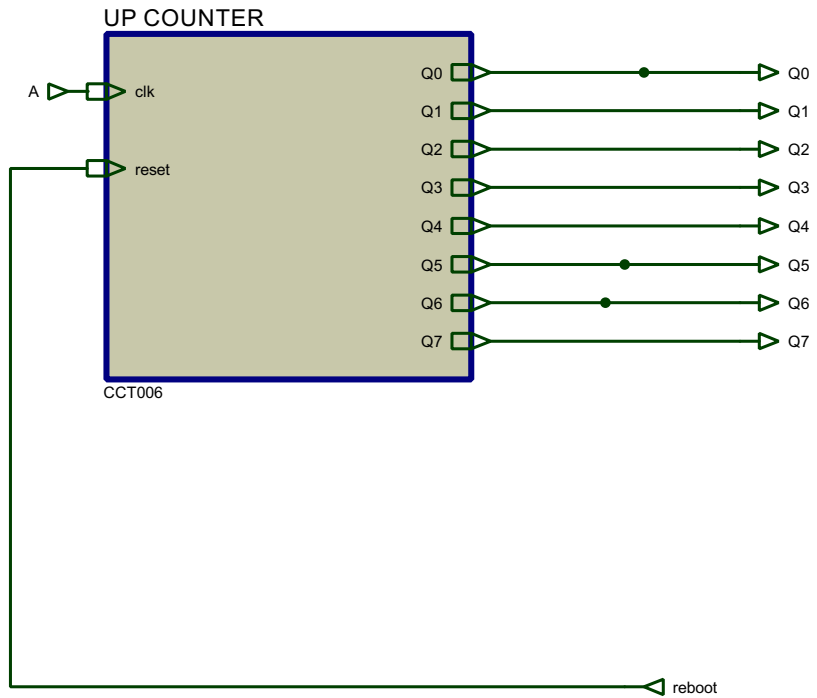 UP COUNTER
A
clk
reset
Q0
Q1
Q2
Q3
Q4
Q5
Q6
Q7
Q0
Q1
Q2
Q3
Q4
Q5
Q6
Q7
CCT006
reboot